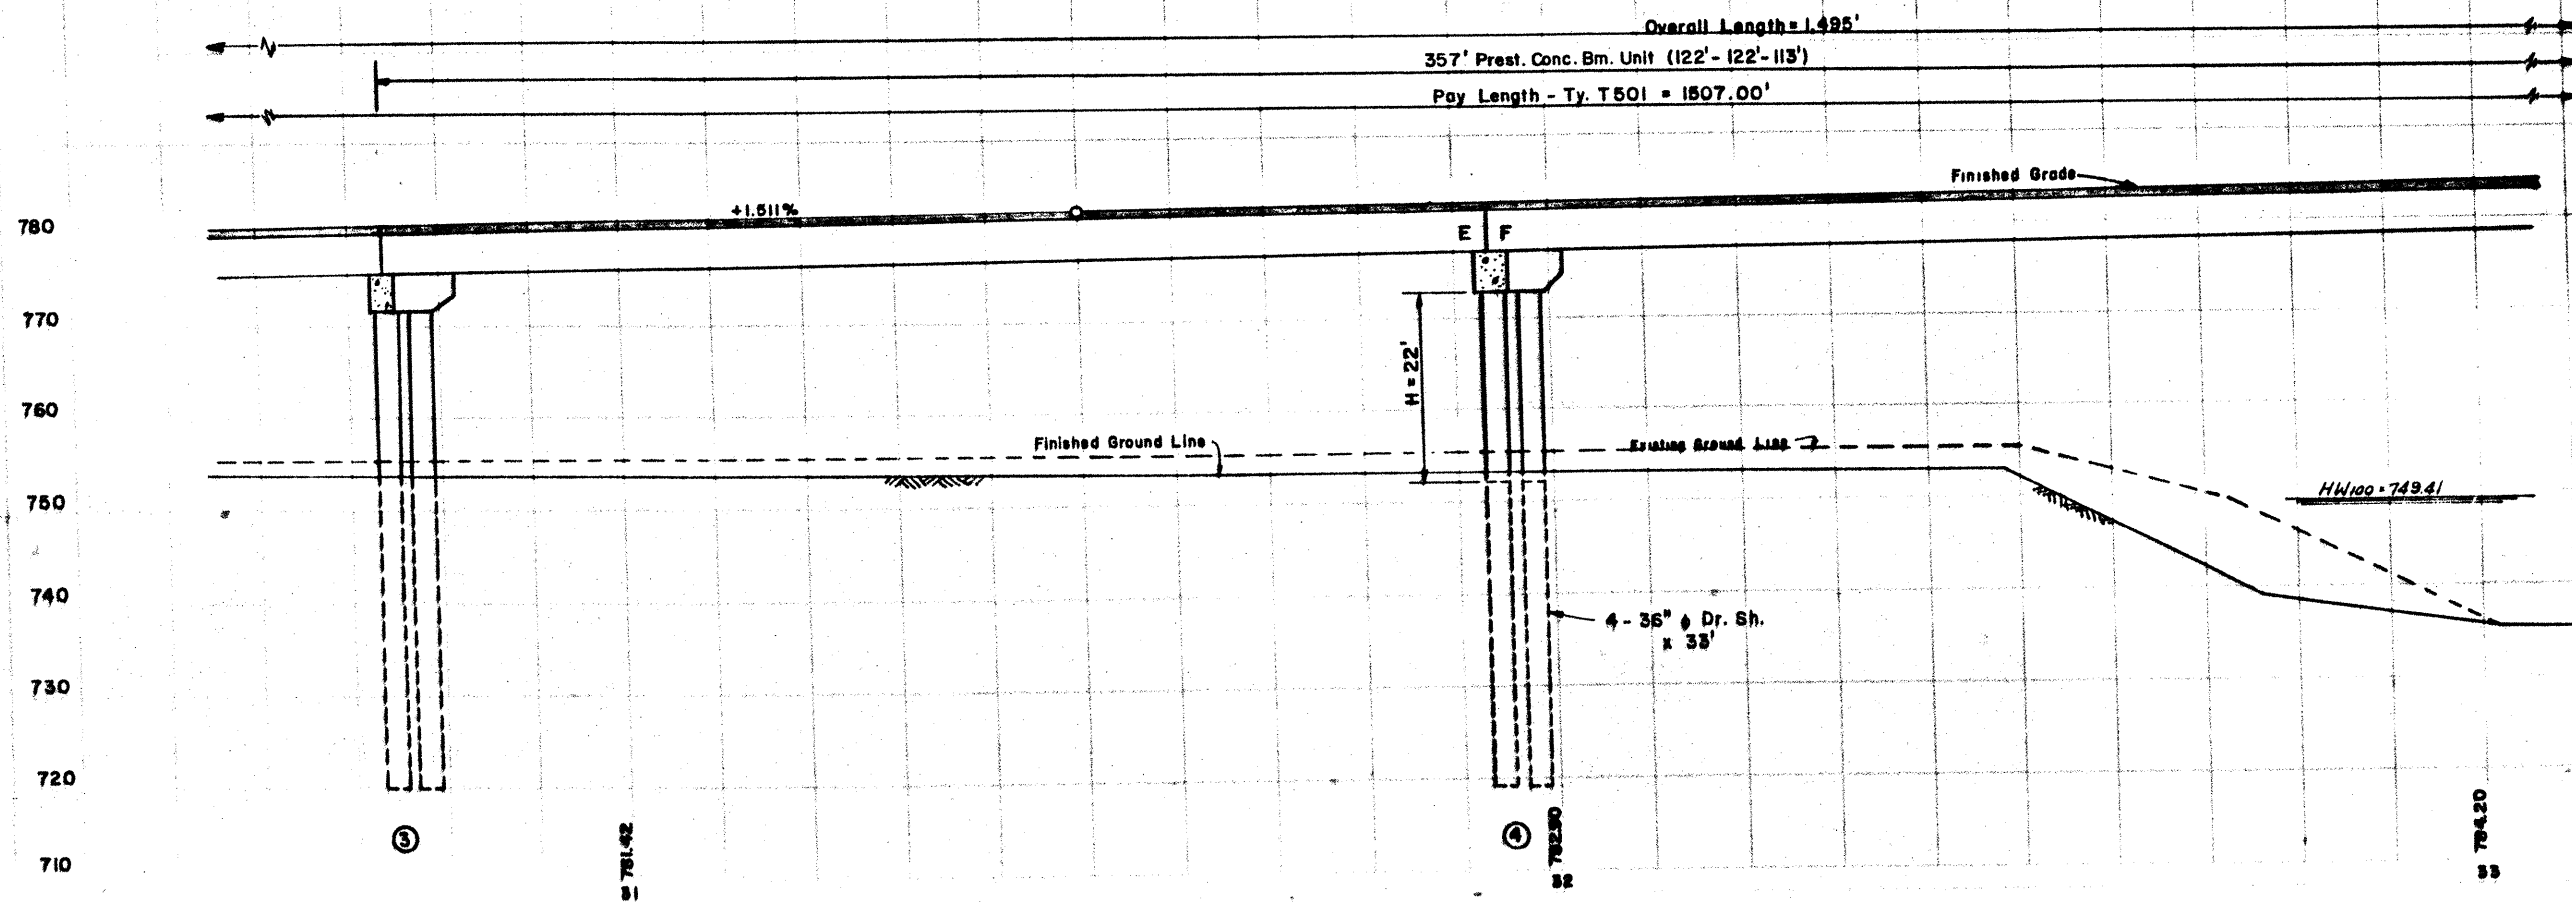 Overall Length = 1,495'
357' Prest. Conc. Bm. Unit (122' - 122' - 113')
Pay Length - Ty. T501 = 1507.00'
Finished Grade
+1.511%
780
E F
770
H = 22'
760
Finished Ground Line
Existing Ground Line
750
HW100 = 749.41
740
4 - 36" ϕ Dr. Sh.
x 33'
730
720
3
4
710
781.42
782.90
784.20
31
32
33